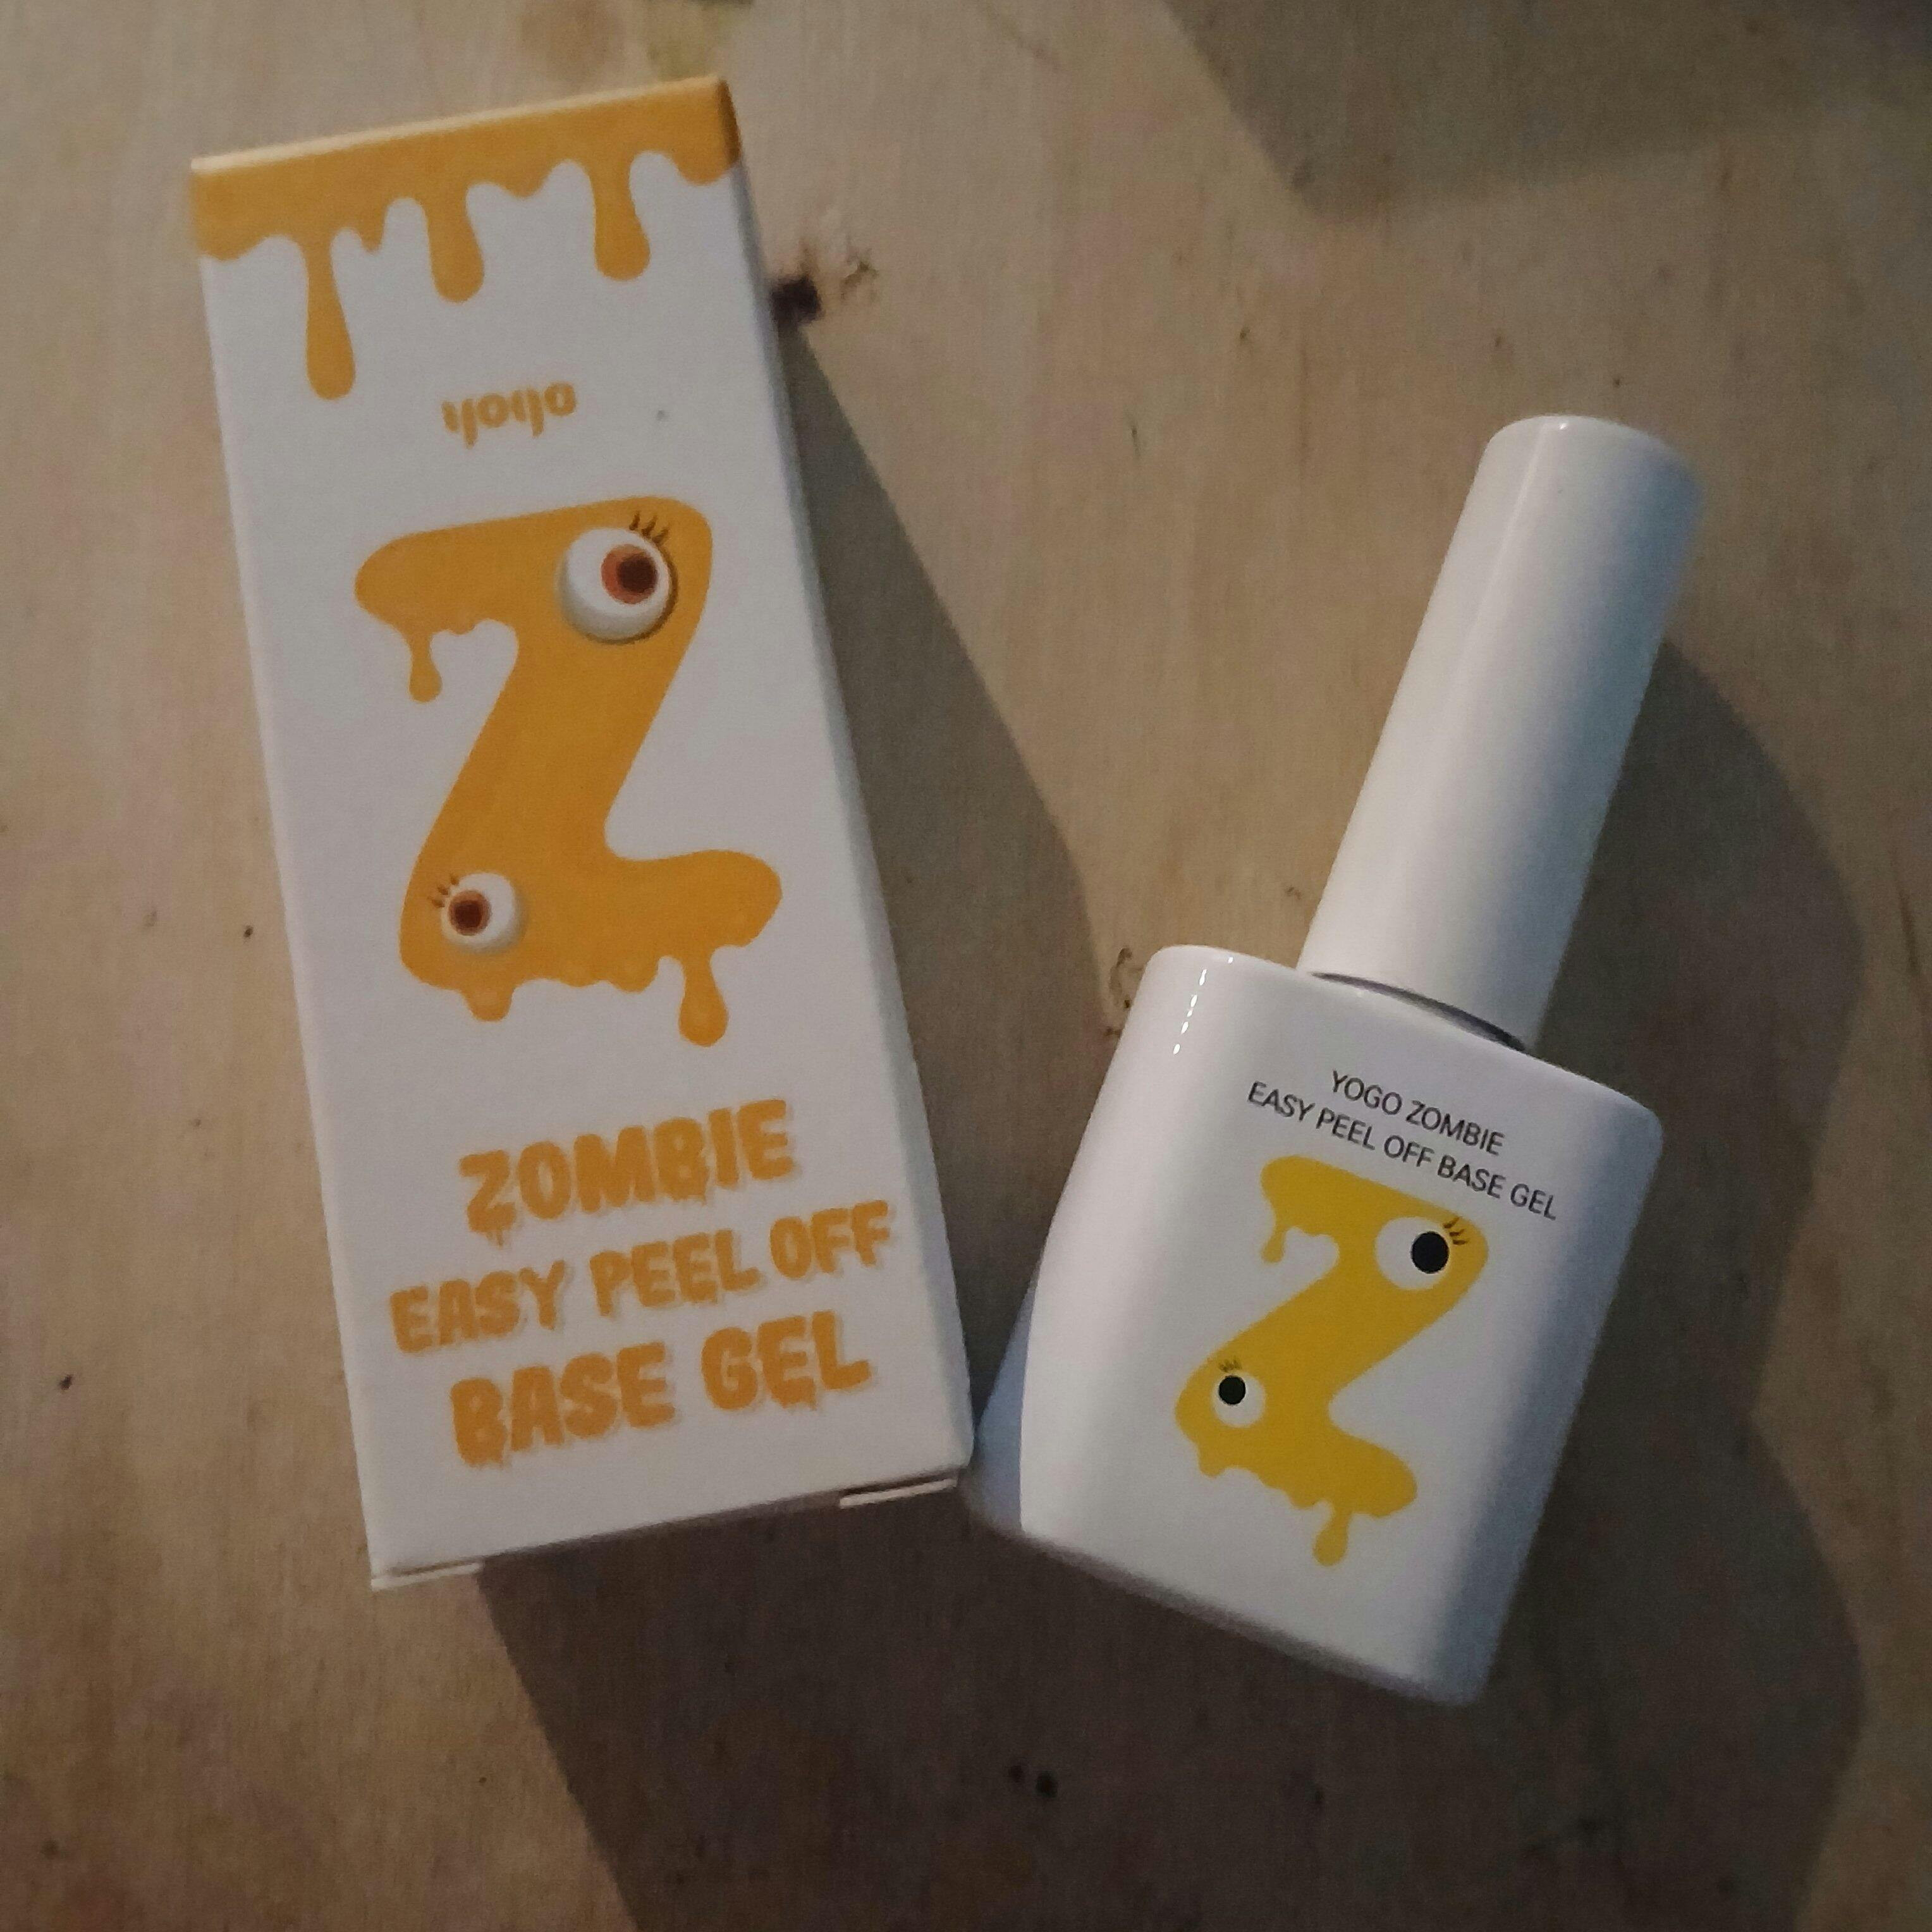 yogo
Z
ZOMBIE
EASY PEEL OFF
BASE GEL
YOGO ZOMBIE
EASY PEEL OFF BASE GEL
Z